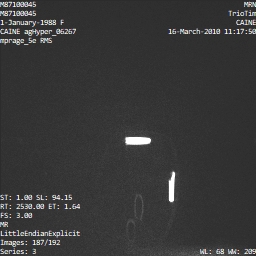 M87100045
MRN
M87100045
TrioTim
1-January-1988 F
CAINE
CAINE agHyper_06267
16-March-2010 11:17:50
mprage_5e RMS
ST: 1.00 SL: 94.15
RT: 2530.00 ET: 1.64
FS: 3.00
MR
LittleEndianExplicit
Images: 187/192
Series: 3
WL: 68 WW: 209